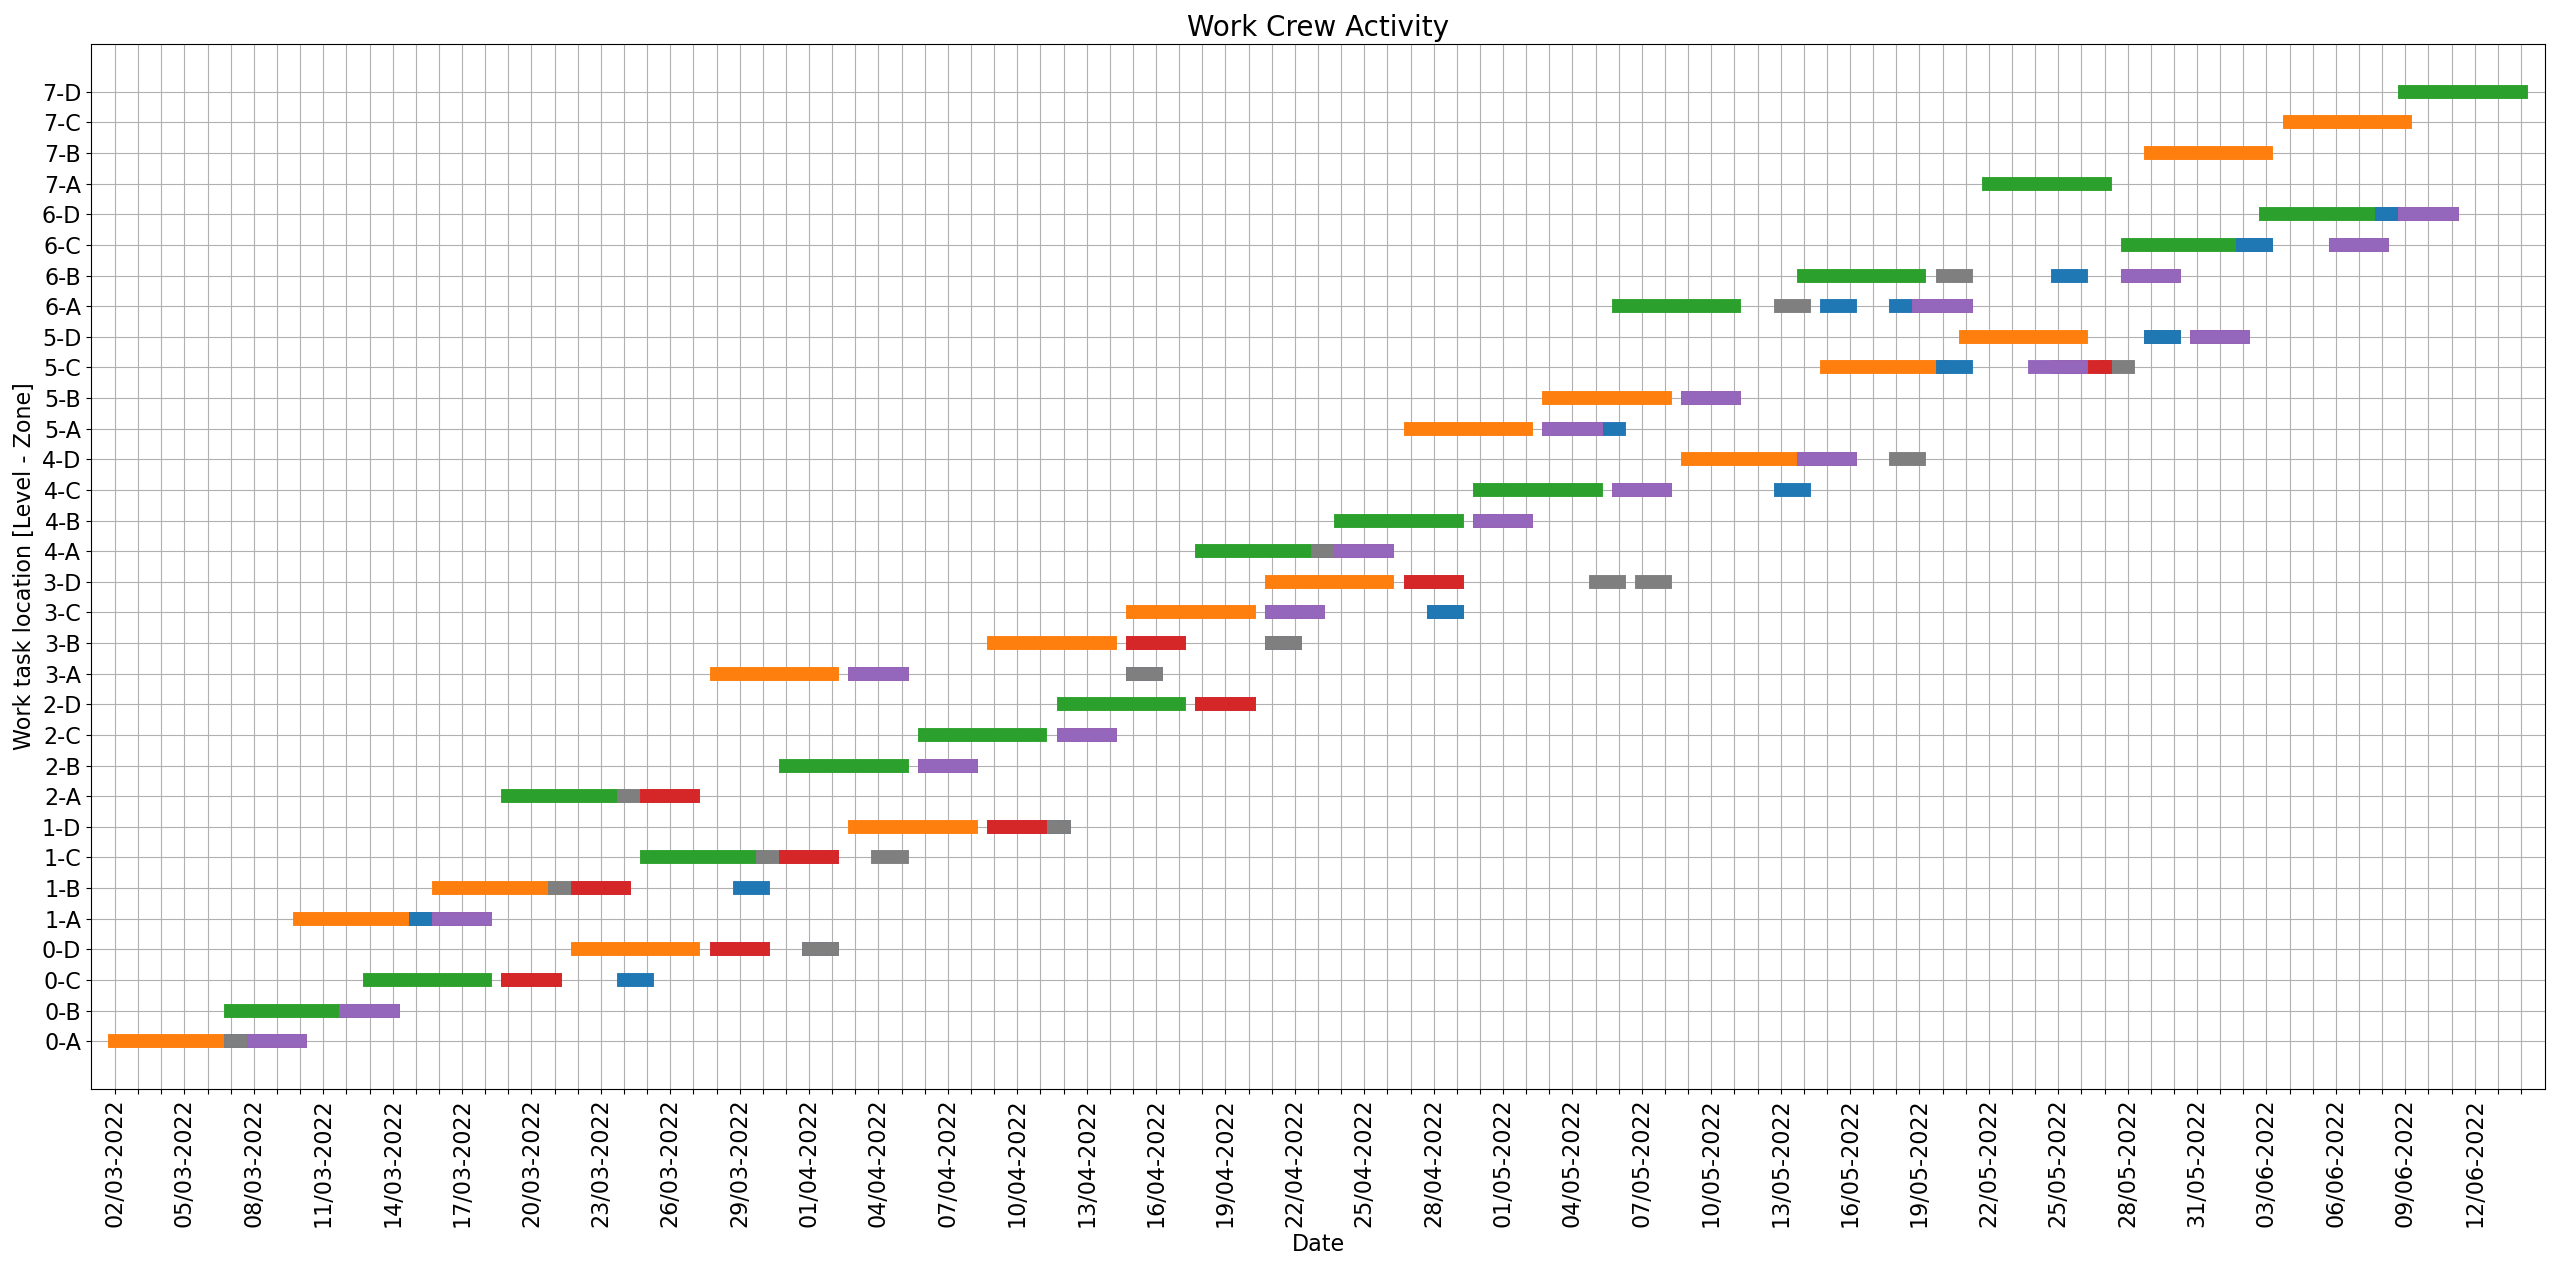 Work Crew Activity
Work task location [Level - Zone]
7-D
7-C
7-B
7-A
6-D
6-C
6-B
6-A
5-D
5-C
5-B
5-A
4-D
4-C
4-B
4-A
3-D
3-C
3-B
3-A
2-D
2-C
2-B
2-A
1-D
1-C
1-B
1-A
0-D
0-C
0-B
0-A
02/03-2022
05/03-2022
08/03-2022
11/03-2022
14/03-2022
17/03-2022
20/03-2022
23/03-2022
26/03-2022
29/03-2022
01/04-2022
04/04-2022
07/04-2022
10/04-2022
13/04-2022
16/04-2022
19/04-2022
22/04-2022
25/04-2022
28/04-2022
01/05-2022
04/05-2022
07/05-2022
10/05-2022
13/05-2022
16/05-2022
19/05-2022
22/05-2022
25/05-2022
28/05-2022
31/05-2022
03/06-2022
06/06-2022
09/06-2022
12/06-2022
Date